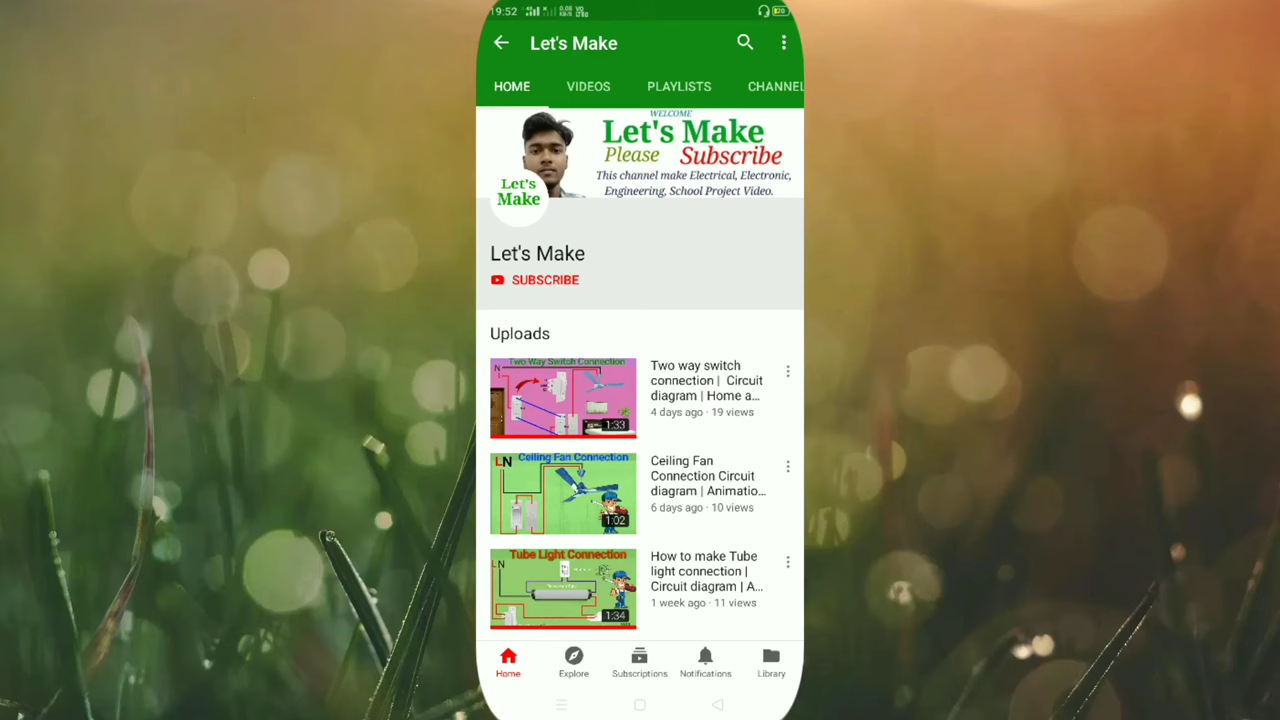 19:52
Let's Make
HOME VIDEOS PLAYLISTS CHANNEL
WELCOME
Let's Make
Please Subscribe
This channel make Electrical, Electronic,
Engineering, School Project Video.
Let's
Make
Let's Make
SUBSCRIBE
Uploads
Two Way Switch Connection
N
L
1:33
Two way switch
connection | Circuit
diagram | Home a...
4 days ago · 19 views
Ceiling Fan Connection
LN
1:02
Ceiling Fan
Connection Circuit
diagram | Animatio...
6 days ago · 10 views
Tube Light Connection
LN
1:34
How to make Tube
light connection |
Circuit diagram | A...
1 week ago · 11 views
Home Explore Subscriptions Notifications Library